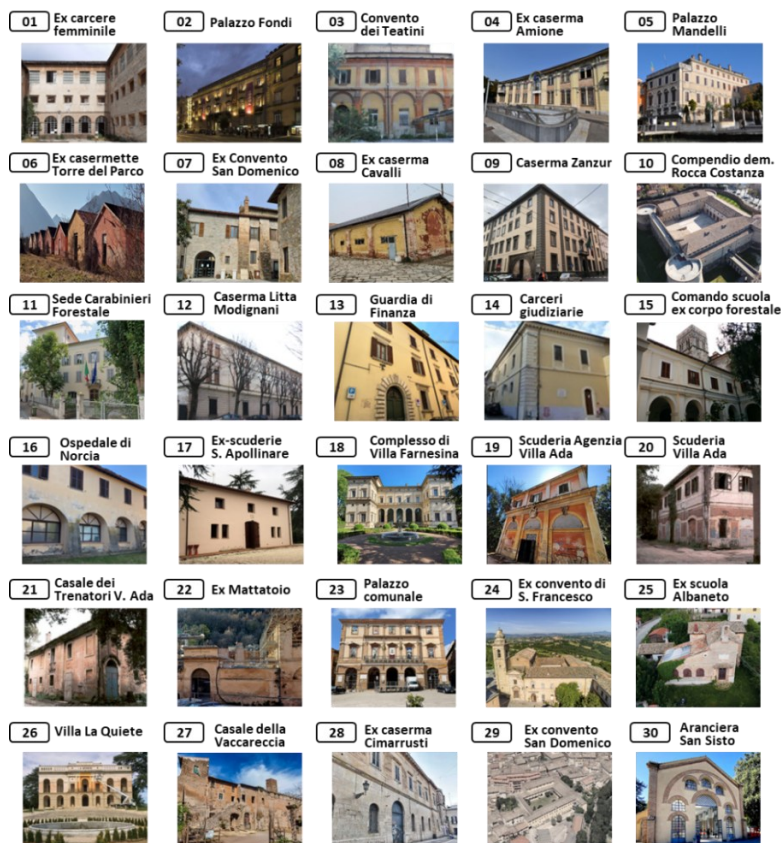 01 Ex carcere
femminile
02 Palazzo Fondi
03 Convento
dei Teatini
04 Ex caserma
Amione
05 Palazzo
Mandelli
06 Ex casermette
Torre del Parco
07 Ex Convento
San Domenico
08 Ex caserma
Cavalli
09 Caserma Zanzur
10 Compendio dem.
Rocca Costanza
11 Sede Carabinieri
Forestale
12 Caserma Litta
Modignani
13 Guardia di
Finanza
14 Carceri
giudiziarie
15 Comando scuola
ex corpo forestale
16 Ospedale di
Norcia
17 Ex-scuderie
S. Apollinare
18 Complesso di
Villa Farnesina
19 Scuderia Agenzia
Villa Ada
20 Scuderia
Villa Ada
21 Casale dei
Trenatori V. Ada
22 Ex Mattatoio
23 Palazzo
comunale
24 Ex convento di
S. Francesco
25 Ex scuola
Albaneto
26 Villa La Quiete
27 Casale della
Vaccareccia
28 Ex caserma
Cimarrusti
29 Ex convento
San Domenico
30 Aranciera
San Sisto